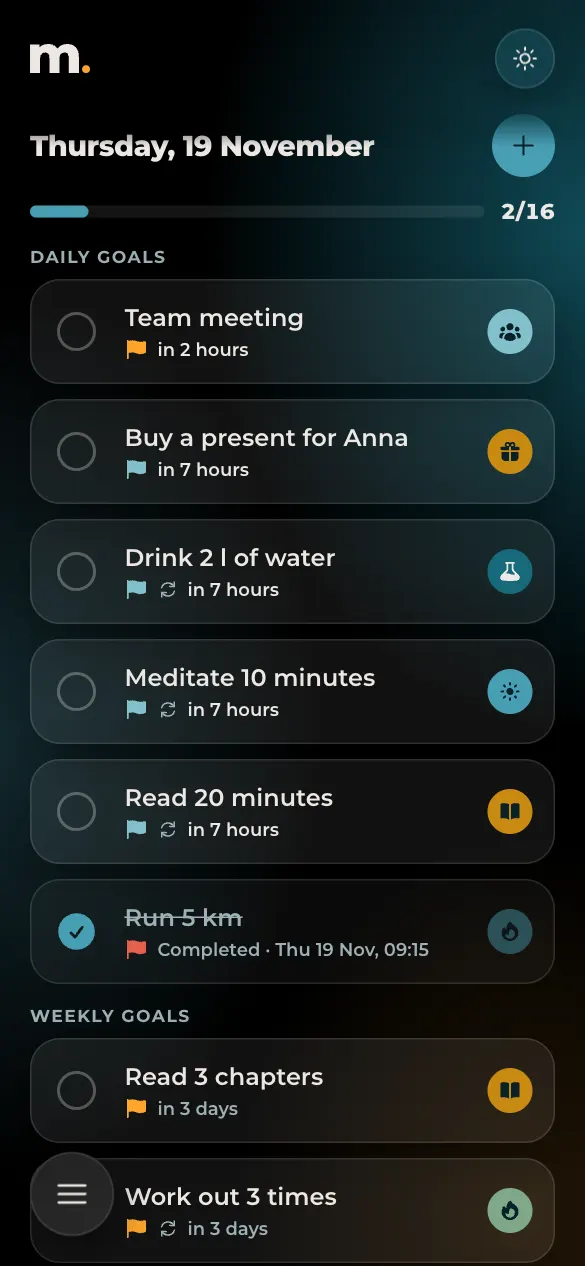 m.
Thursday, 19 November
2/16
DAILY GOALS
Team meeting
in 2 hours
Buy a present for Anna
in 7 hours
Drink 2 l of water
in 7 hours
Meditate 10 minutes
in 7 hours
Read 20 minutes
in 7 hours
Run 5 km
Completed · Thu 19 Nov, 09:15
WEEKLY GOALS
Read 3 chapters
in 3 days
Work out 3 times
in 3 days